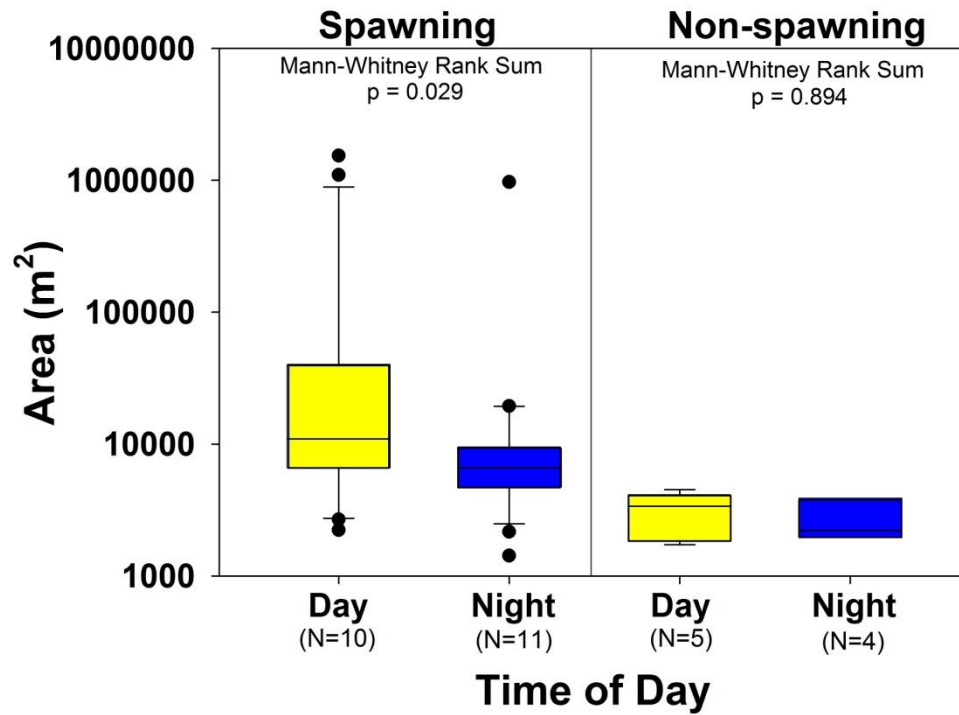 Spawning
Non-spawning
Mann-Whitney Rank Sum
p = 0.029
Mann-Whitney Rank Sum
p = 0.894
Area (m²)
10000000
1000000
100000
10000
1000
Day
Night
Day
Night
(N=10)
(N=11)
(N=5)
(N=4)
Time of Day